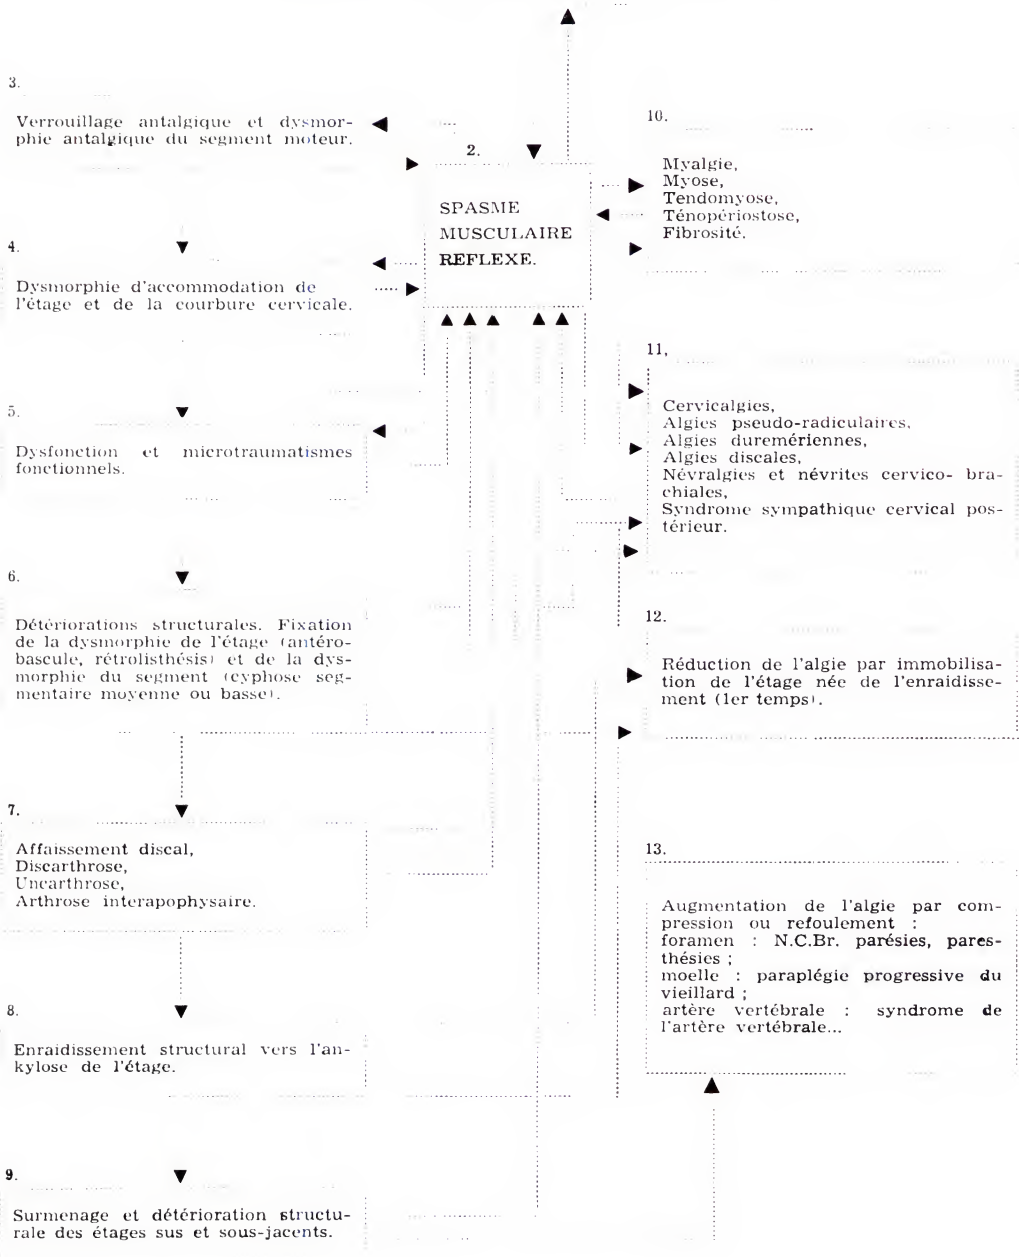 3.
Verrouillage antalgique et dysmor-
phie antalgique du segment moteur.
2.
SPASME
MUSCULAIRE
REFLEXE.
10.
Myalgie,
Myose,
Tendomyose,
Ténopériostose,
Fibrosité.
4.
Dysmorphie d'accommodation de
l'étage et de la courbure cervicale.
11,
Cervicalgies,
Algies pseudo-radiculaires,
Algies duremériennes,
Algies discales,
Névralgies et névrites cervico- bra-
chiales,
Syndrome sympathique cervical pos-
térieur.
5.
Dysfonction et microtraumatismes
fonctionnels.
6.
Détériorations structurales. Fixation
de la dysmorphie de l'étage (antéro-
bascule, rétrolisthésis) et de la dys-
morphie du segment (cyphose seg-
mentaire moyenne ou basse).
12.
Réduction de l'algie par immobilisa-
tion de l'étage née de l'enraidisse-
ment (1er temps).
7.
Affaissement discal,
Discarthrose,
Uncarthrose,
Arthrose interapophysaire.
13.
Augmentation de l'algie par com-
pression ou refoulement :
foramen : N.C.Br. parésies, pares-
thésies ;
moelle : paraplégie progressive du
vieillard ;
artère vertébrale : syndrome de
l'artère vertébrale...
8.
Enraidissement structural vers l'an-
kylose de l'étage.
9.
Surmenage et détérioration structu-
rale des étages sus et sous-jacents.